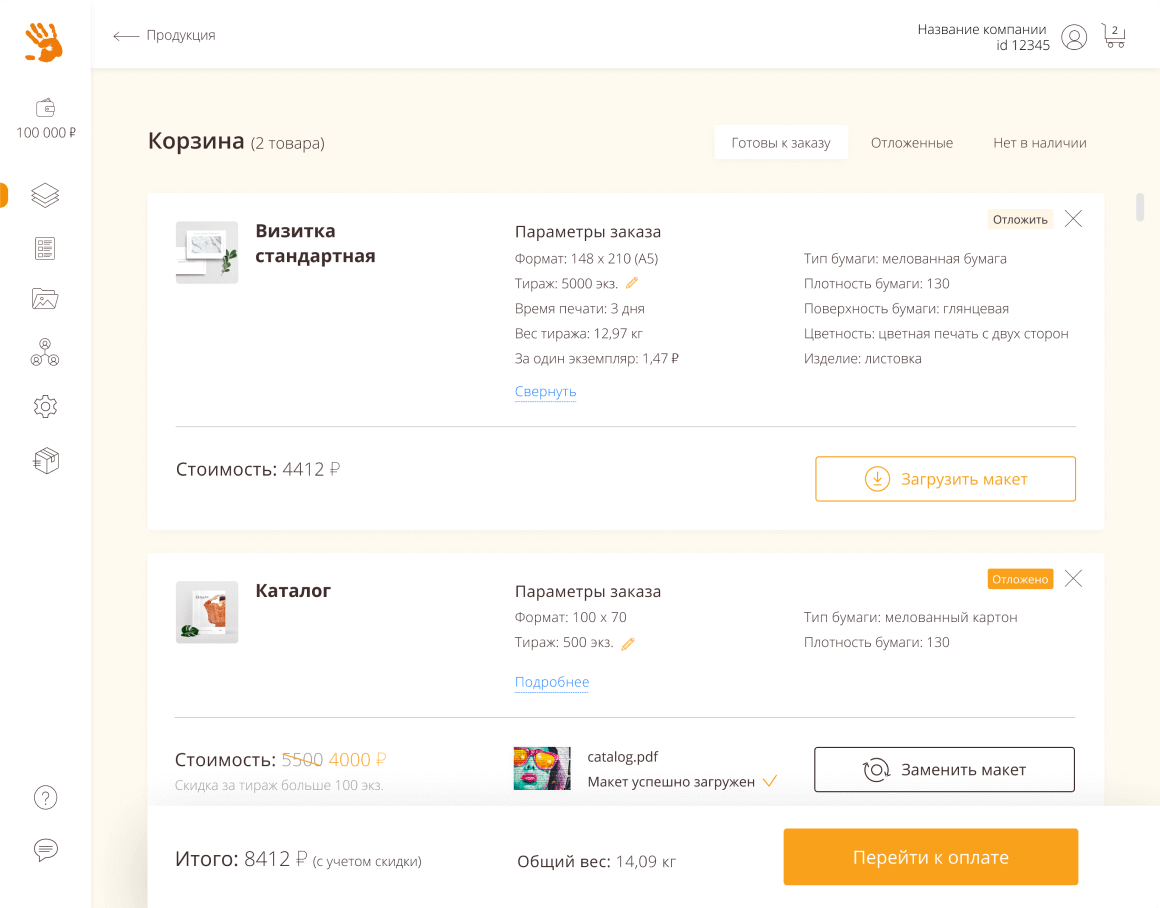 Продукция
Название компании
id 12345
2
100 000 ₽
Корзина (2 товара)
Готовы к заказу
Отложенные
Нет в наличии
Визитка
стандартная
Параметры заказа
Формат: 148 x 210 (А5)
Тираж: 5000 экз.
Время печати: 3 дня
Вес тиража: 12,97 кг
За один экземпляр: 1,47 ₽
Свернуть
Отложить
Тип бумаги: мелованная бумага
Плотность бумаги: 130
Поверхность бумаги: глянцевая
Цветность: цветная печать с двух сторон
Изделие: листовка
Стоимость: 4412 ₽
Загрузить макет
Каталог
Параметры заказа
Формат: 100 x 70
Тираж: 500 экз.
Подробнее
Отложено
Тип бумаги: мелованный картон
Плотность бумаги: 130
Стоимость: 5500 4000 ₽
Скидка за тираж больше 100 экз.
catalog.pdf
Макет успешно загружен
Заменить макет
Итого: 8412 ₽ (с учетом скидки)
Общий вес: 14,09 кг
Перейти к оплате